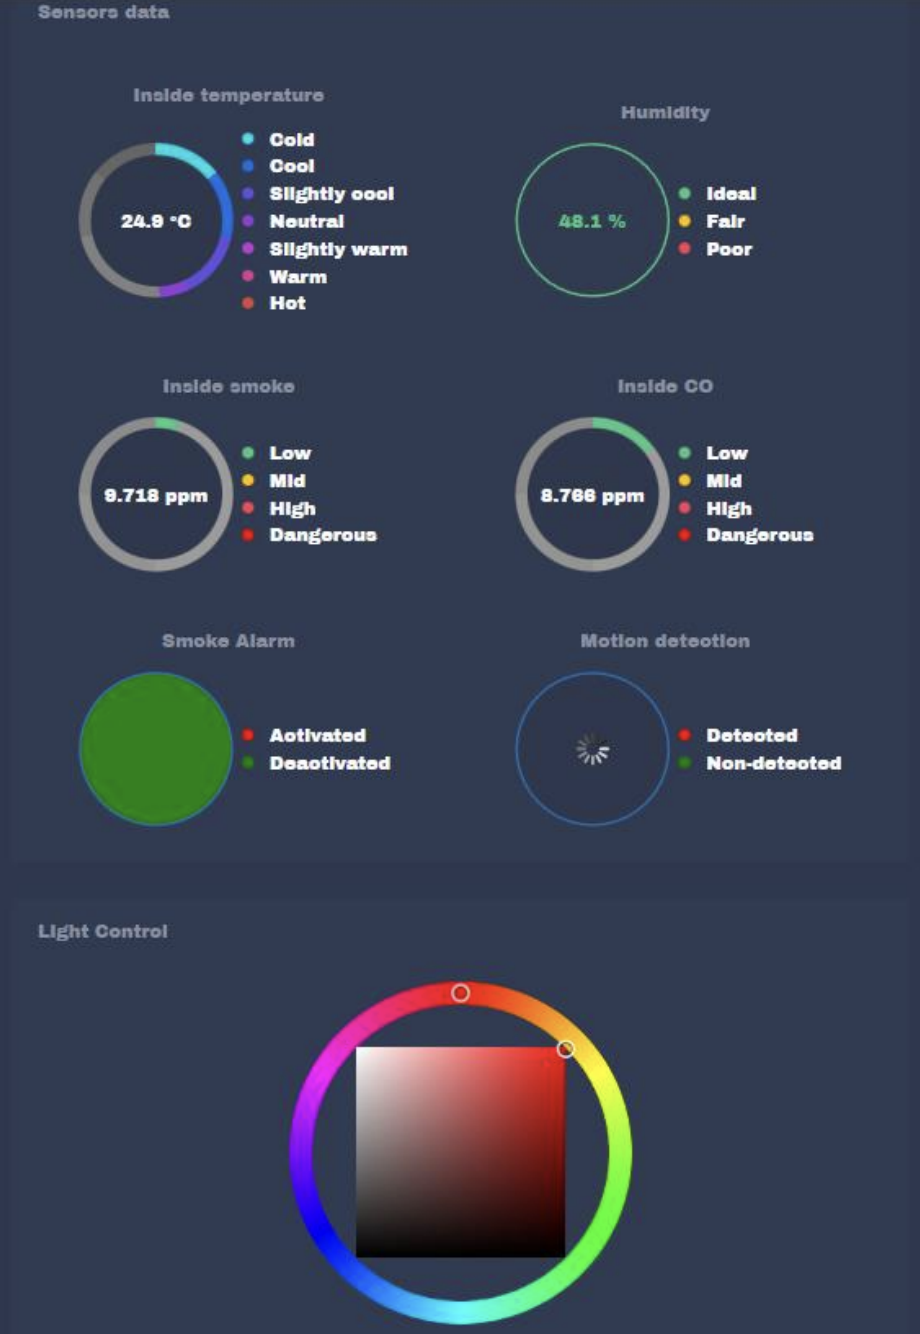 Sensors data
Inside temperature
24.9 °C
Cold
Cool
Slightly cool
Neutral
Slightly warm
Warm
Hot
Humidity
48.1 %
Ideal
Fair
Poor
Inside smoke
9.718 ppm
Low
Mid
High
Dangerous
Inside CO
8.766 ppm
Low
Mid
High
Dangerous
Smoke Alarm
Activated
Deactivated
Motion detection
Detected
Non-detected
Light Control